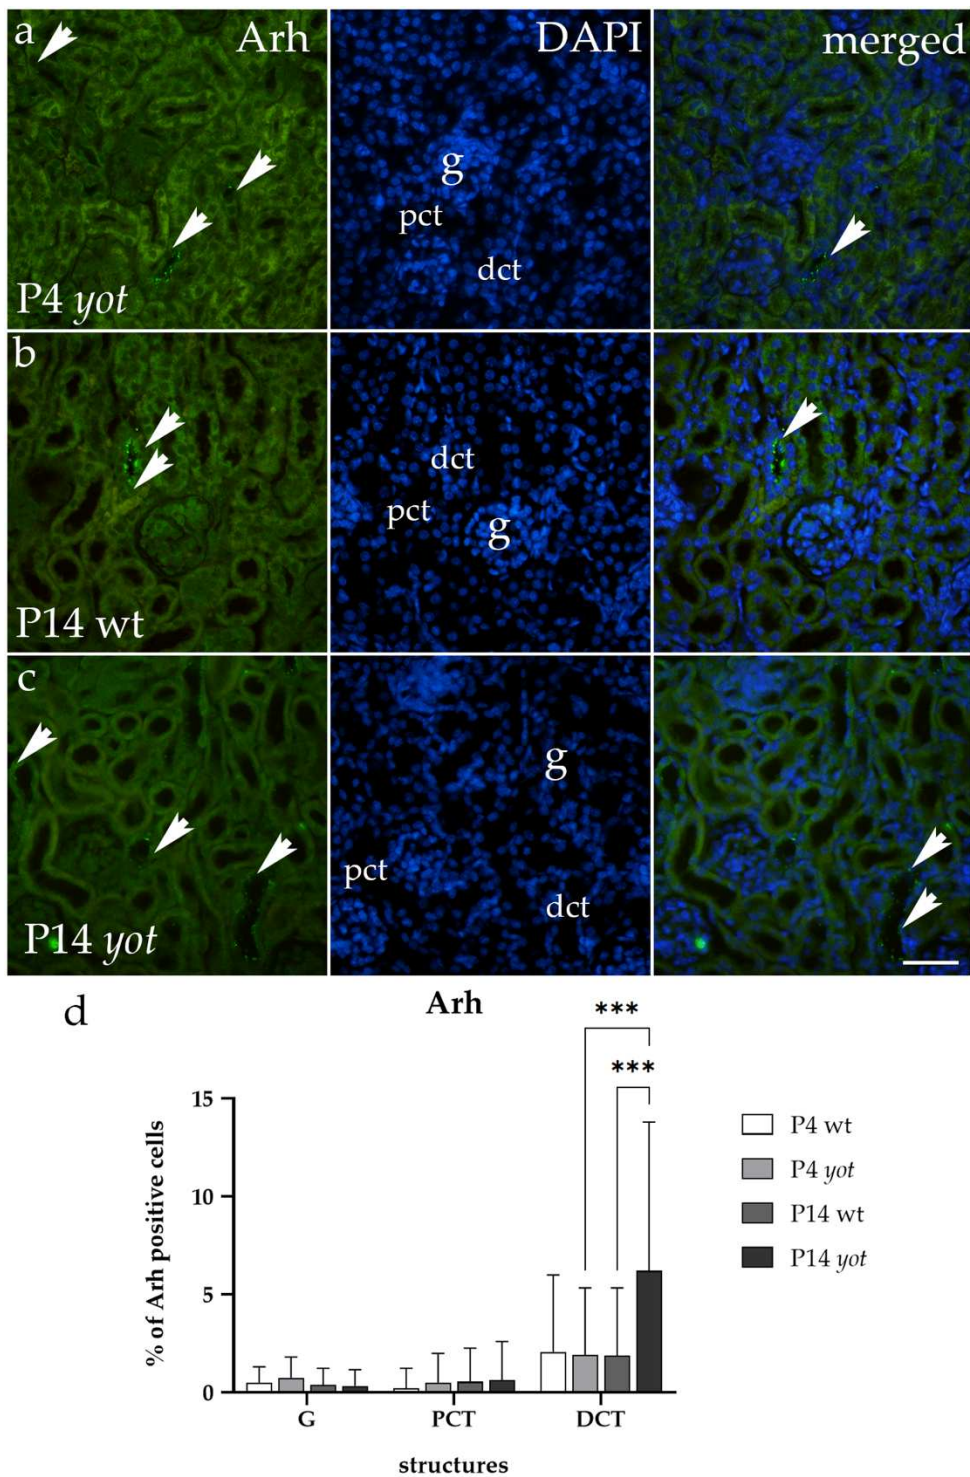 a Arh DAPI merged
g
pct
dct
P4 yot
b
dct
pct
g
P14 wt
c
g
pct
dct
P14 yot
d
Arh
***
***
% of Arh positive cells
15
10
5
0
G PCT DCT
structures
P4 wt
P4 yot
P14 wt
P14 yot